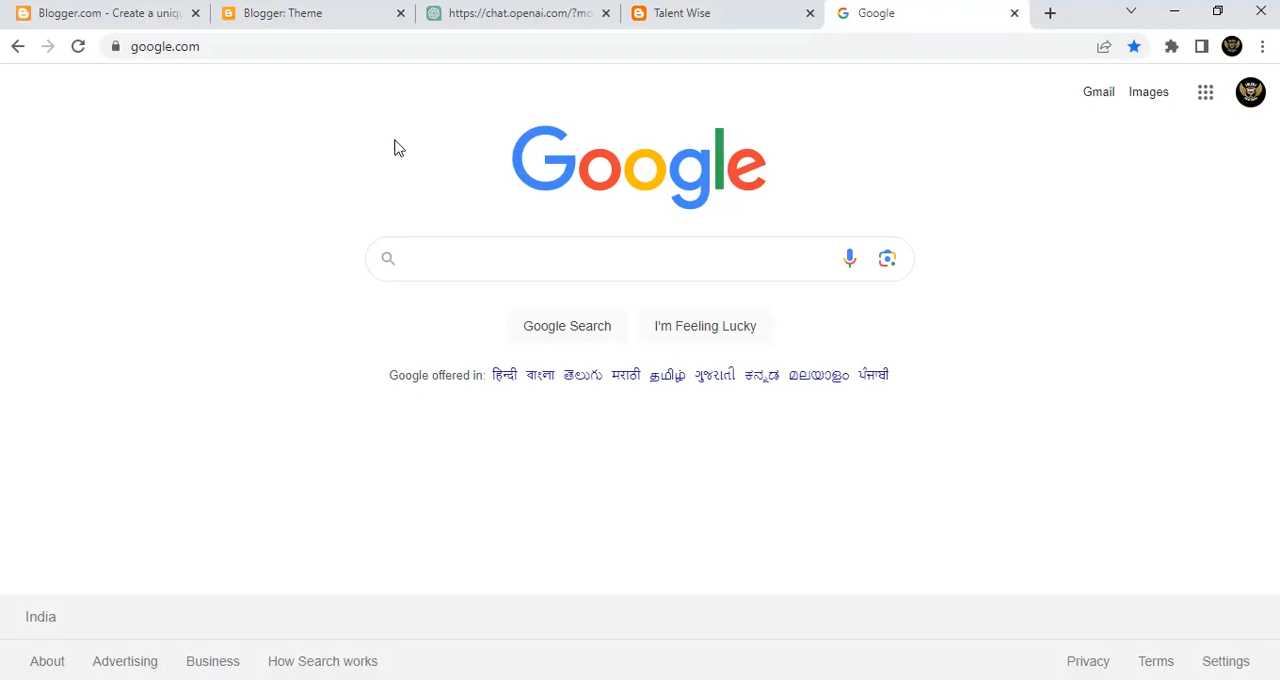 Blogger.com - Create a uniqu
Blogger: Theme
https://chat.openai.com/?mo
Talent Wise
Google
google.com
Gmail Images
Google
Google Search I'm Feeling Lucky
Google offered in: हिन्दी বাংলা తెలుగు मराठी தமிழ் ગુજરાતી ಕನ್ನಡ മലയാളം ਪੰਜਾਬੀ
India
About Advertising Business How Search works Privacy Terms Settings